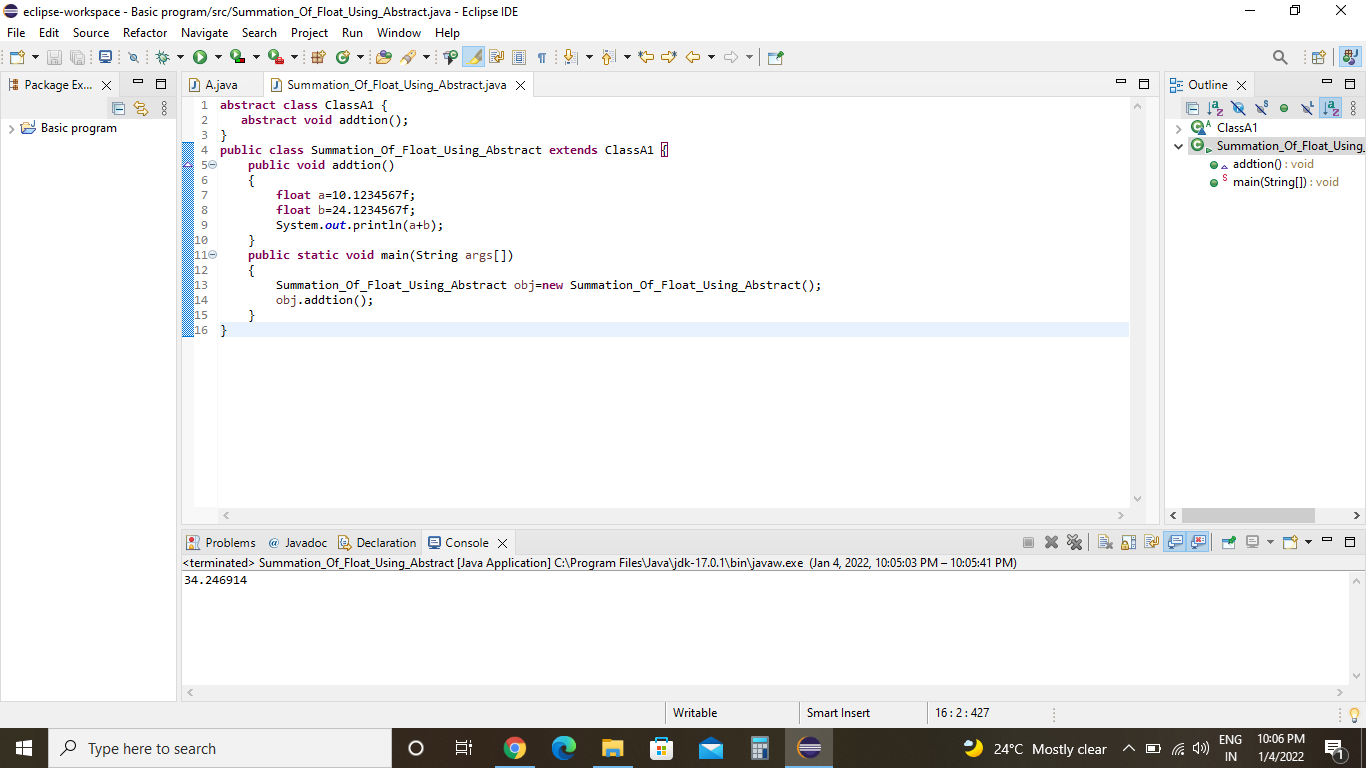 eclipse-workspace - Basic program/src/Summation_Of_Float_Using_Abstract.java - Eclipse IDE
File Edit Source Refactor Navigate Search Project Run Window Help
Package Ex...
Basic program
A.java Summation_Of_Float_Using_Abstract.java
1 abstract class ClassA1 {
2 abstract void addtion();
3 }
4 public class Summation_Of_Float_Using_Abstract extends ClassA1 {
5 public void addtion()
6 {
7 float a=10.1234567f;
8 float b=24.1234567f;
9 System.out.println(a+b);
10 }
11 public static void main(String args[])
12 {
13 Summation_Of_Float_Using_Abstract obj=new Summation_Of_Float_Using_Abstract();
14 obj.addtion();
15 }
16 }
Outline
ClassA1
Summation_Of_Float_Using_
addtion() : void
main(String[]) : void
Problems @ Javadoc Declaration Console
<terminated> Summation_Of_Float_Using_Abstract [Java Application] C:\Program Files\Java\jdk-17.0.1\bin\javaw.exe (Jan 4, 2022, 10:05:03 PM – 10:05:41 PM)
34.246914
Writable Smart Insert 16 : 2 : 427
Type here to search
24°C Mostly clear
ENG
IN
10:06 PM
1/4/2022
1